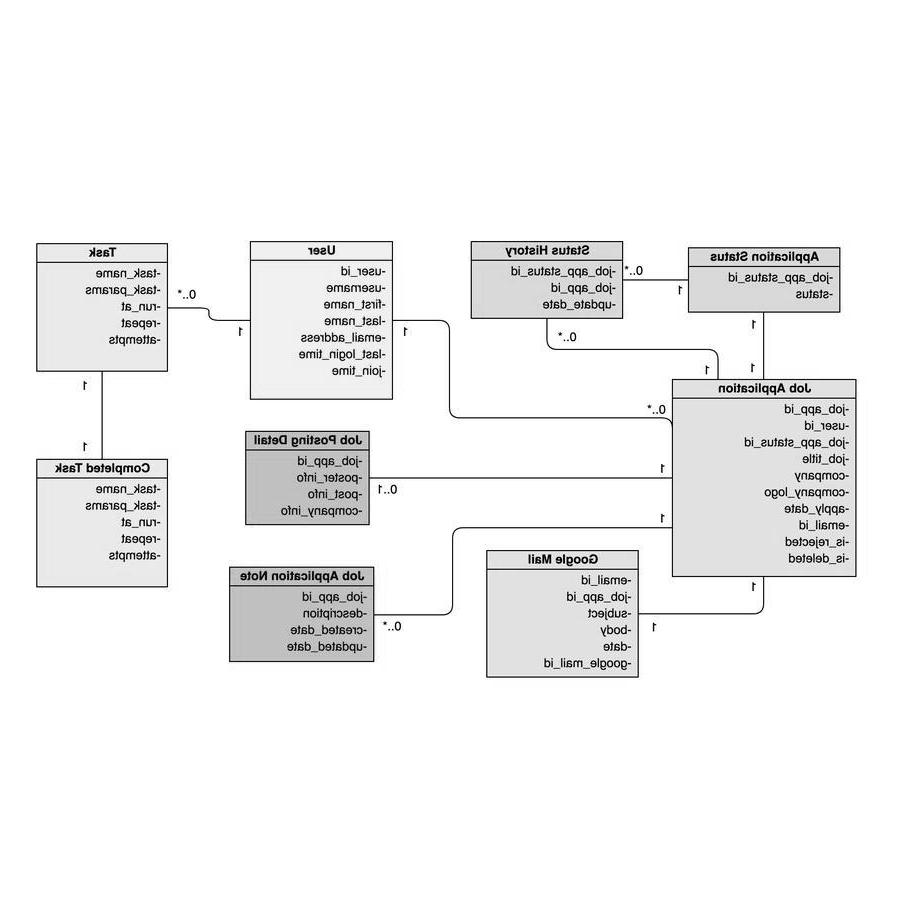 Task
-task_name
-task_params
-run_at
-repeat
-attempts
User
-user_id
-username
-first_name
-last_name
-email_address
-last_login_time
-join_time
Status History
-job_app_status_id
-job_app_id
-update_date
Application Status
-job_app_status_id
-status
0..*
1
1
0..*
0..*
1
1
1
1
0..*
1
1
Completed Task
-task_name
-task_params
-run_at
-repeat
-attempts
Job Posting Detail
-job_app_id
-poster_info
-post_info
-company_info
Job Application
-job_app_id
-user_id
-job_app_status_id
-job_title
-company
-company_logo
-apply_date
-email_id
-is_rejected
-is_deleted
0..1
1
1
0..*
Job Application Note
-job_app_id
-description
-created_date
-updated_date
Google Mail
-email_id
-job_app_id
-subject
-body
-date
-google_mail_id
1
1